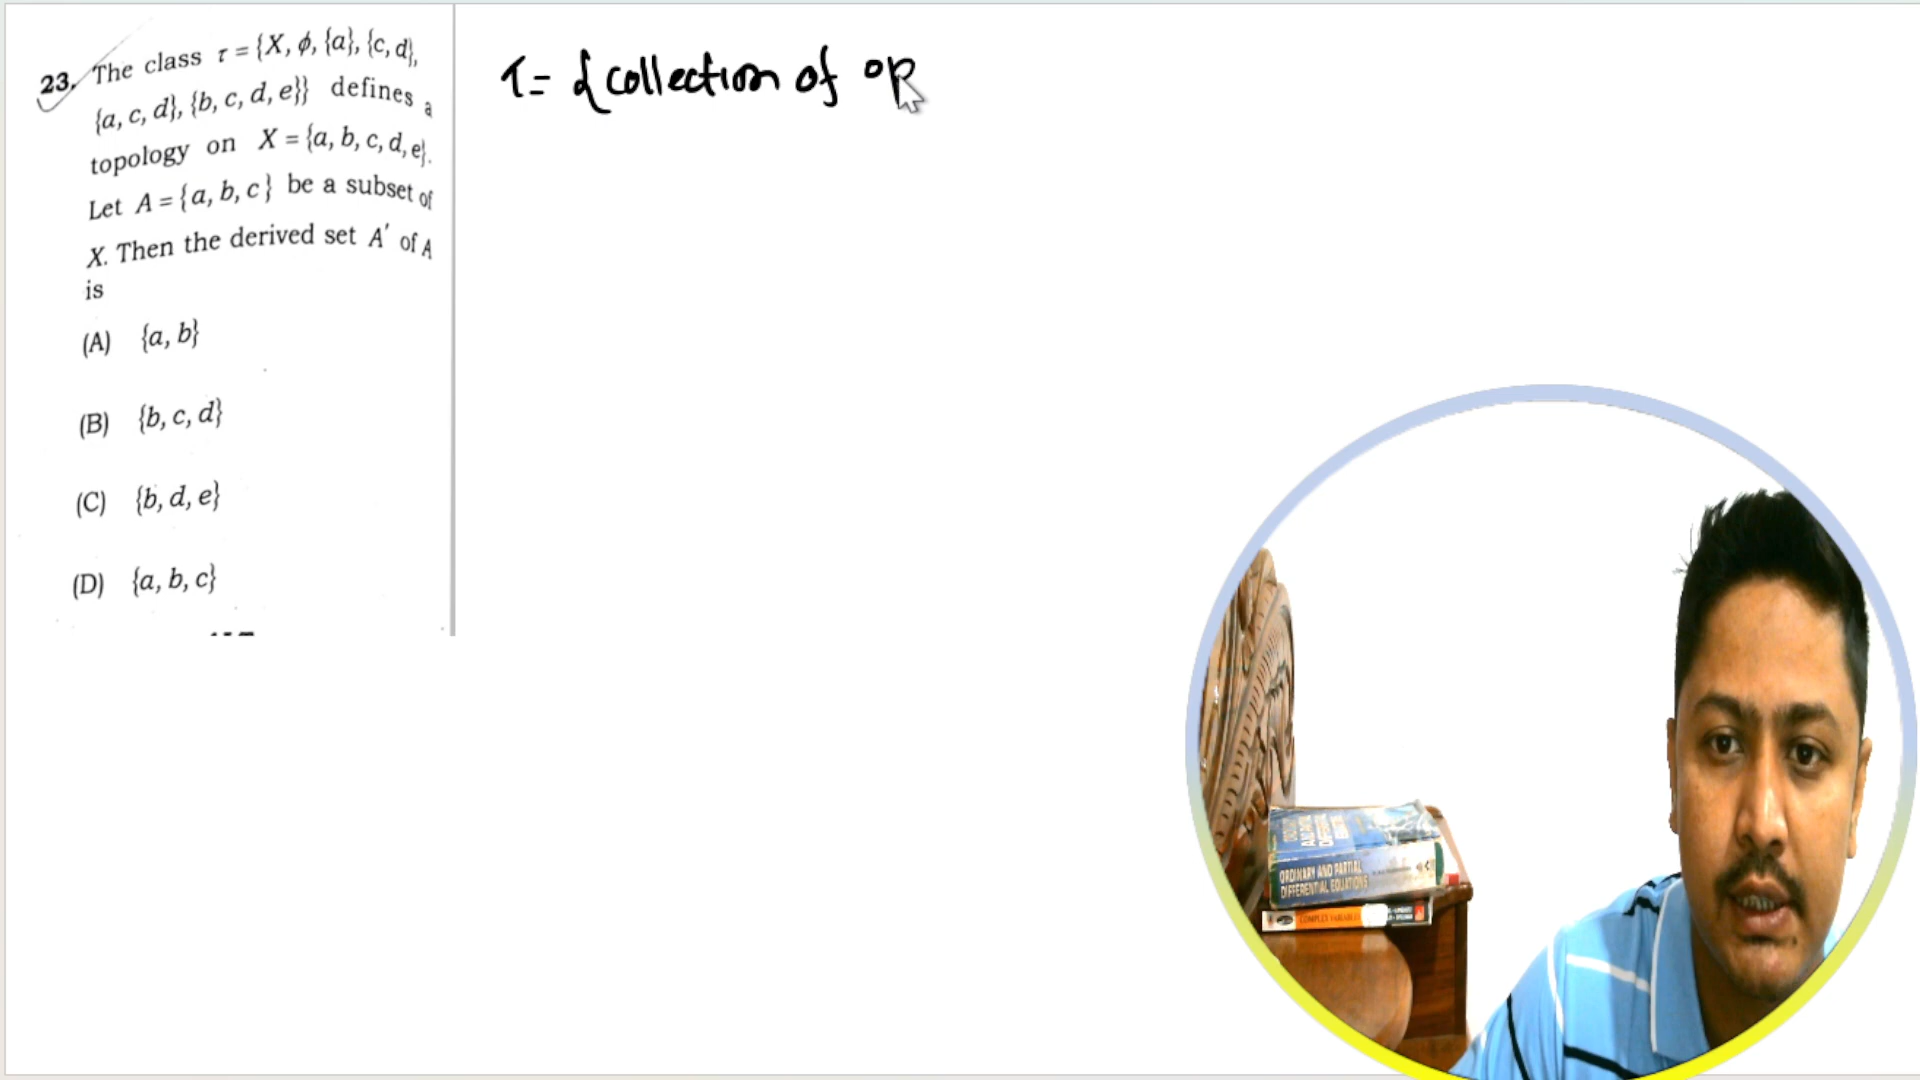 23. The class τ = {X, ϕ, {a}, {c, d},
{a, c, d}, {b, c, d, e}} defines a
topology on X = {a, b, c, d, e}.
Let A = {a, b, c} be a subset of
X. Then the derived set A′ of A
is
(A) {a, b}
(B) {b, c, d}
(C) {b, d, e}
(D) {a, b, c}
τ = {collection of op
ORDINARY AND PARTIAL
DIFFERENTIAL EQUATIONS
COMPLEX VARIABLES